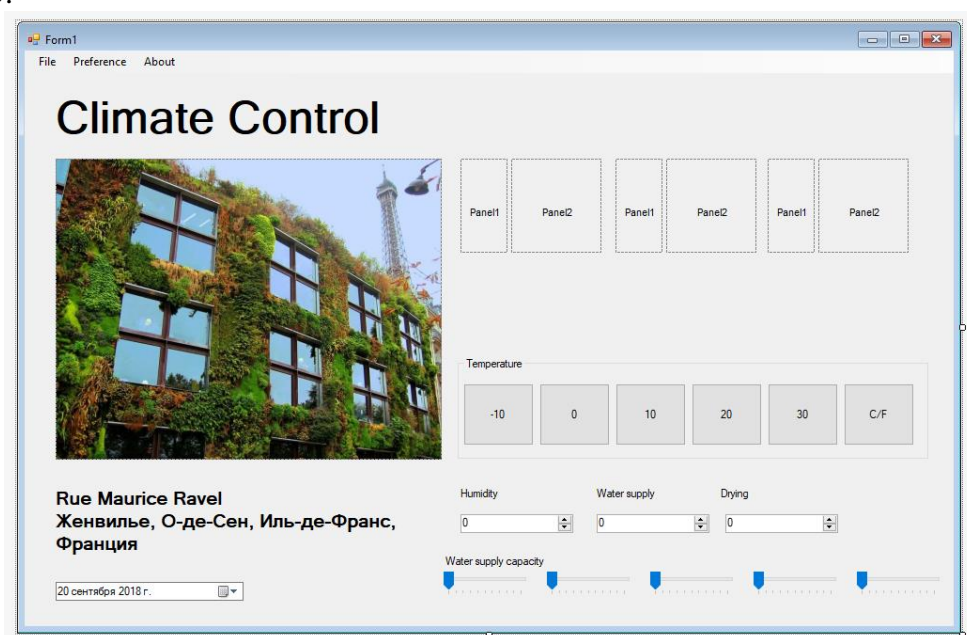 Form1
File Preference About
Climate Control
Panel1 Panel2 Panel1 Panel2 Panel1 Panel2
Temperature
-10 0 10 20 30 C/F
Rue Maurice Ravel
Женвилье, О-де-Сен, Иль-де-Франс,
Франция
20 сентября 2018 г.
Humidity Water supply Drying
0 0 0
Water supply capacity